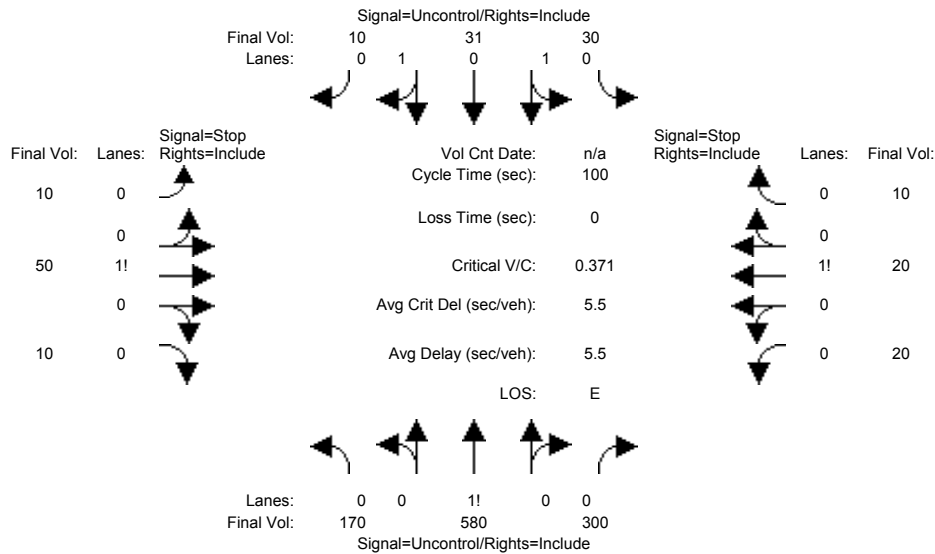 Signal=Uncontrol/Rights=Include
Final Vol: 10 31 30
Lanes: 0 1 0 1 0
Signal=Stop Signal=Stop
Final Vol: Lanes: Rights=Include Vol Cnt Date: n/a Rights=Include Lanes: Final Vol:
Cycle Time (sec): 100
10 0 0 10
Loss Time (sec): 0
0 0
50 1! Critical V/C: 0.371 1! 20
0 Avg Crit Del (sec/veh): 5.5 0
10 0 Avg Delay (sec/veh): 5.5 0 20
LOS: E
Lanes: 0 0 1! 0 0
Final Vol: 170 580 300
Signal=Uncontrol/Rights=Include